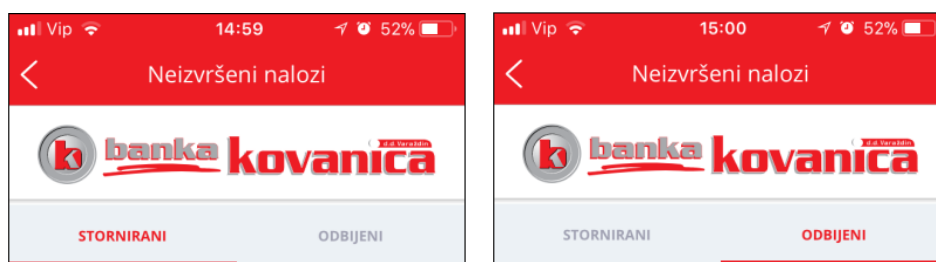 Vip 14:59 52%
Neizvršeni nalozi
k banka kovanica
d.d. Varaždin
STORNIRANI ODBIJENI
Vip 15:00 52%
Neizvršeni nalozi
k banka kovanica
d.d. Varaždin
STORNIRANI ODBIJENI